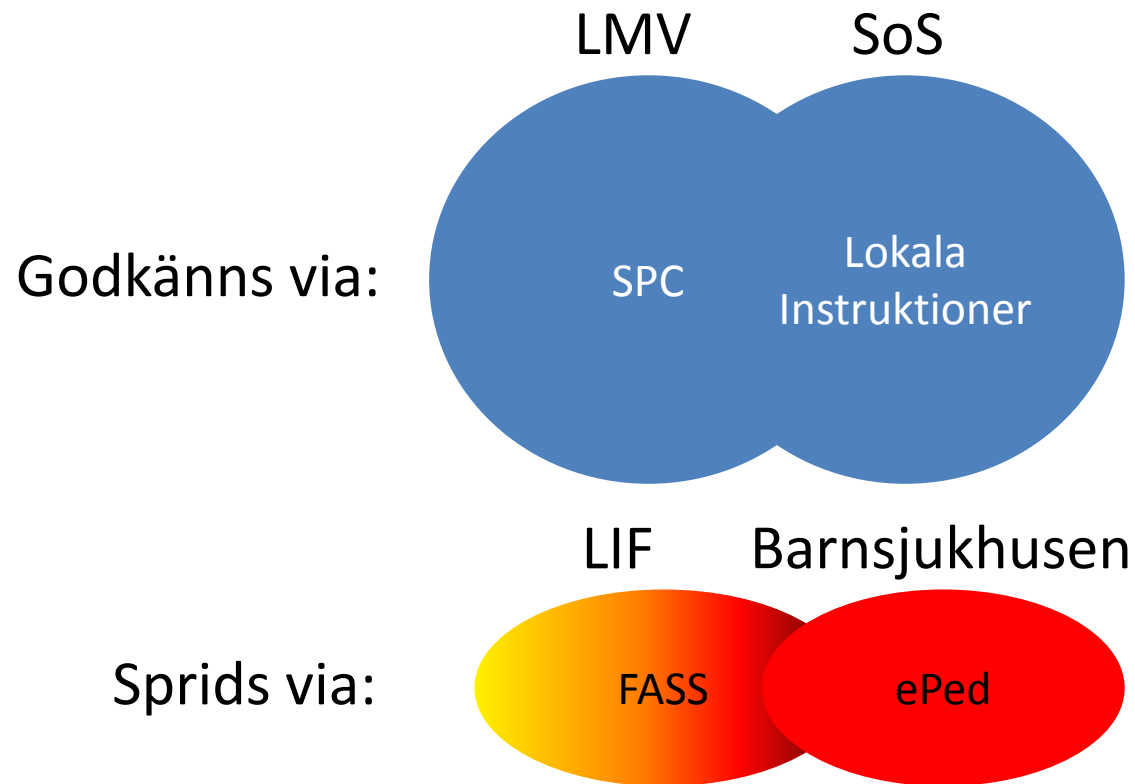 LMV SoS
Godkänns via:
SPC
Lokala
Instruktioner
LIF Barnsjukhusen
Sprids via:
FASS
ePed